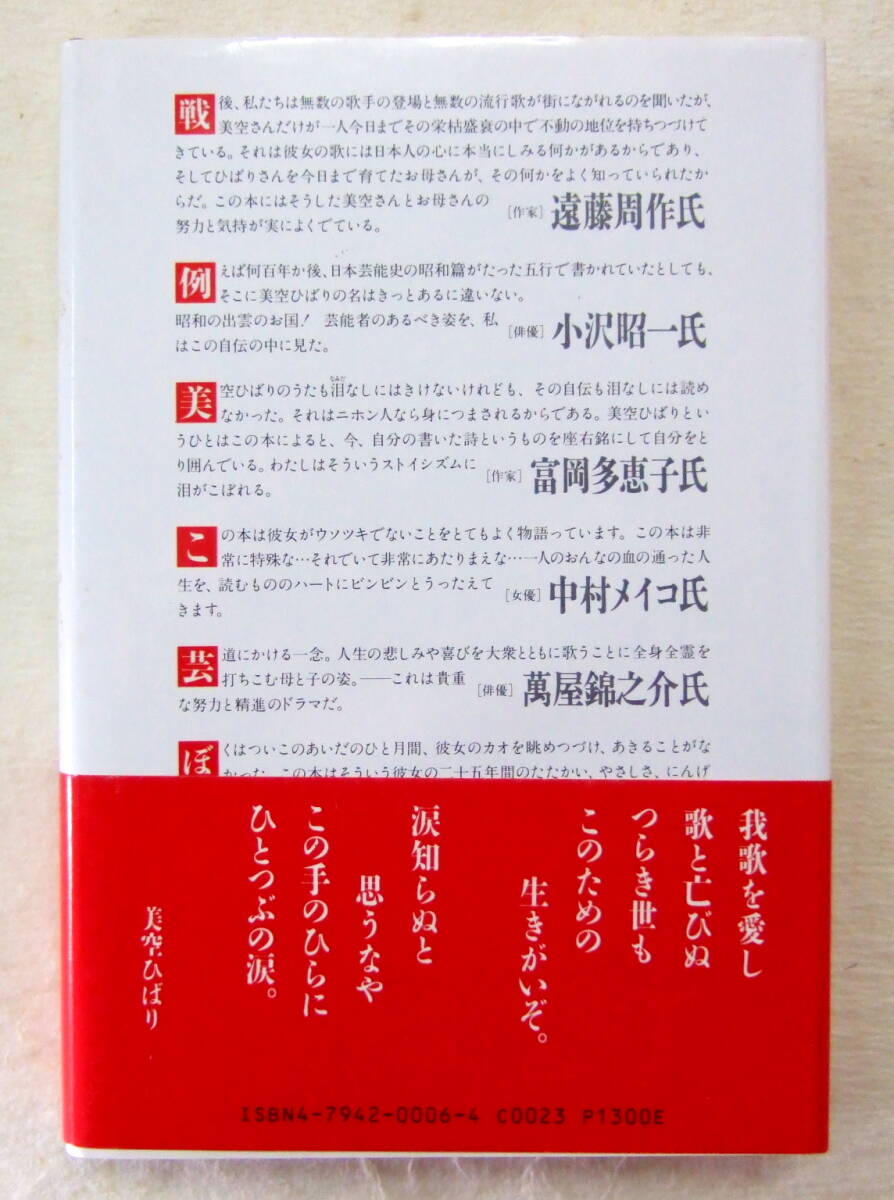 戦後、私たちは無数の歌手の登場と無数の流行歌が街にながれるのを聞いたが、
美空さんだけが一人今日までその栄枯盛衰の中で不動の地位を持ちつづけて
きている。それは彼女の歌には日本人の心に本当にしみる何かがあるからであり、
そしてひばりさんを今日まで育てたお母さんが、その何かをよく知っていられたか
らだ。この本にはそうした美空さんとお母さんの
努力と気持が実によくでている。
[作家] 遠藤周作氏
例えば何百年か後、日本芸能史の昭和篇がたった五行で書かれていたとしても、
そこに美空ひばりの名はきっとあるに違いない。
昭和の出雲のお国! 芸能者のあるべき姿を、私
はこの自伝の中に見た。
[俳優] 小沢昭一氏
美空ひばりのうたも泪なしにはきけないけれども、その自伝も泪なしには読め
なかった。それはニホン人なら身につまされるからである。美空ひばりとい
うひとはこの本によると、今、自分の書いた詩というものを座右銘にして自分をと
り囲んでいる。わたしはそういうストイシズムに
泪がこぼれる。
[作家] 富岡多恵子氏
この本は彼女がウソツキでないことをとてもよく物語っています。この本は非
常に特殊な…それでいて非常にあたりまえな…一人のおんなの血の通った人
生を、読むもののハートにビンビンとうったえて
きます。
[女優] 中村メイコ氏
芸道にかける一念。人生の悲しみや喜びを大衆とともに歌うことに全身全霊を
打ちこむ母と子の姿。――これは貴重
な努力と精進のドラマだ。
[俳優] 萬屋錦之介氏
ぼくはついこのあいだのひと月間、彼女のカオを眺めつづけ、あきることがな
かった。この本はそういう彼女の二十五年間のたたかい、やさしさ、にんげ
我歌を愛し
歌と亡びぬ
つらき世も
このための
生きがいぞ。
涙知らぬと
思うなや
この手のひらに
ひとつぶの涙。
美空ひばり
ISBN4-7942-0006-4 C0023 P1300E